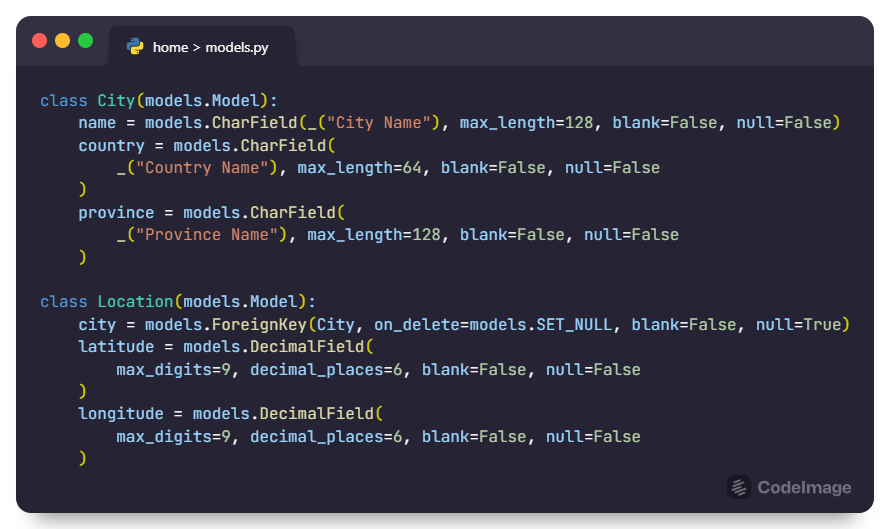 home > models.py
class City(models.Model):
    name = models.CharField(_("City Name"), max_length=128, blank=False, null=False)
    country = models.CharField(
        _("Country Name"), max_length=64, blank=False, null=False
    )
    province = models.CharField(
        _("Province Name"), max_length=128, blank=False, null=False
    )
class Location(models.Model):
    city = models.ForeignKey(City, on_delete=models.SET_NULL, blank=False, null=True)
    latitude = models.DecimalField(
        max_digits=9, decimal_places=6, blank=False, null=False
    )
    longitude = models.DecimalField(
        max_digits=9, decimal_places=6, blank=False, null=False
    )
CodeImage